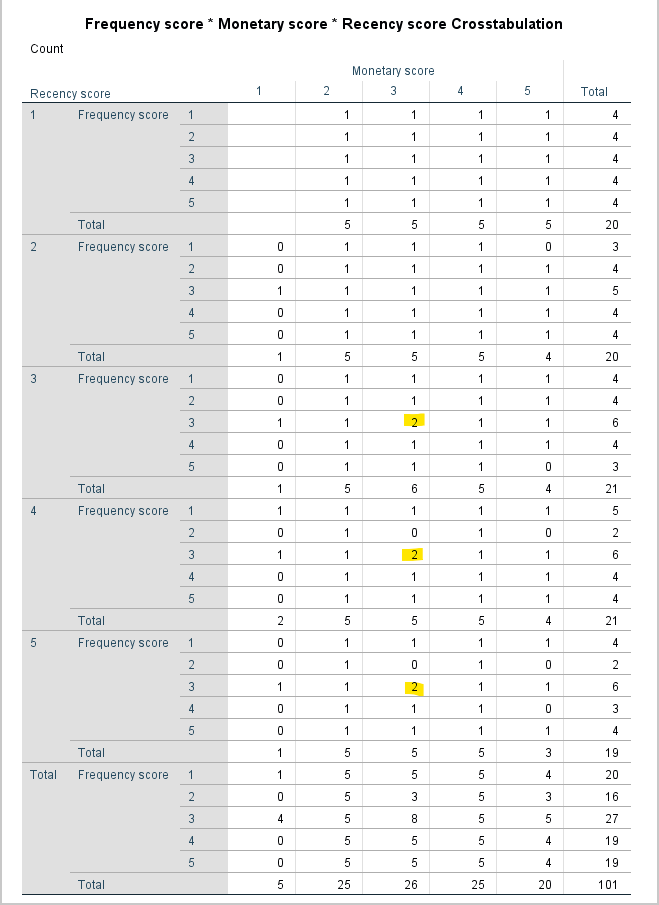 Frequency score * Monetary score * Recency score Crosstabulation
Count
Monetary score
Recency score 1 2 3 4 5 Total
1 Frequency score 1 1 1 1 1 4
2 1 1 1 1 4
3 1 1 1 1 4
4 1 1 1 1 4
5 1 1 1 1 4
Total 5 5 5 5 20
2 Frequency score 1 0 1 1 1 0 3
2 0 1 1 1 1 4
3 1 1 1 1 1 5
4 0 1 1 1 1 4
5 0 1 1 1 1 4
Total 1 5 5 5 4 20
3 Frequency score 1 0 1 1 1 1 4
2 0 1 1 1 1 4
3 1 1 2 1 1 6
4 0 1 1 1 1 4
5 0 1 1 1 0 3
Total 1 5 6 5 4 21
4 Frequency score 1 1 1 1 1 1 5
2 0 1 0 1 0 2
3 1 1 2 1 1 6
4 0 1 1 1 1 4
5 0 1 1 1 1 4
Total 2 5 5 5 4 21
5 Frequency score 1 0 1 1 1 1 4
2 0 1 0 1 0 2
3 1 1 2 1 1 6
4 0 1 1 1 0 3
5 0 1 1 1 1 4
Total 1 5 5 5 3 19
Total Frequency score 1 1 5 5 5 4 20
2 0 5 3 5 3 16
3 4 5 8 5 5 27
4 0 5 5 5 4 19
5 0 5 5 5 4 19
Total 5 25 26 25 20 101